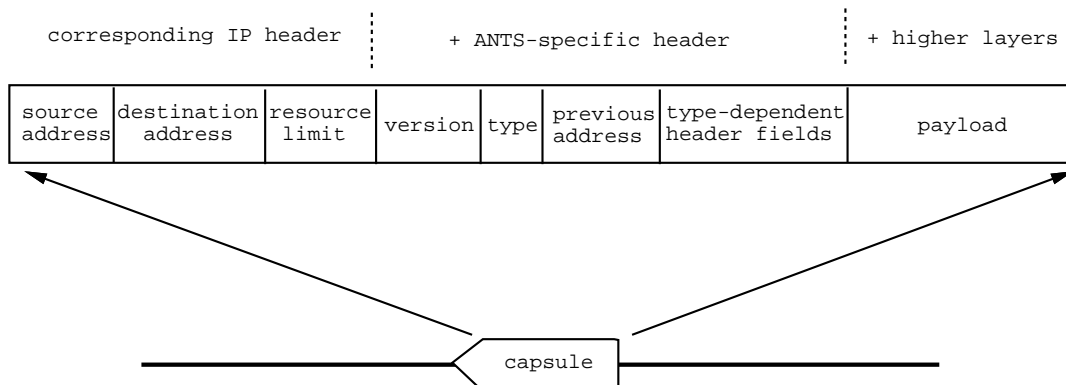 corresponding IP header
+ ANTS-specific header
+ higher layers
source address
destination address
resource limit
version
type
previous address
type-dependent header fields
payload
capsule